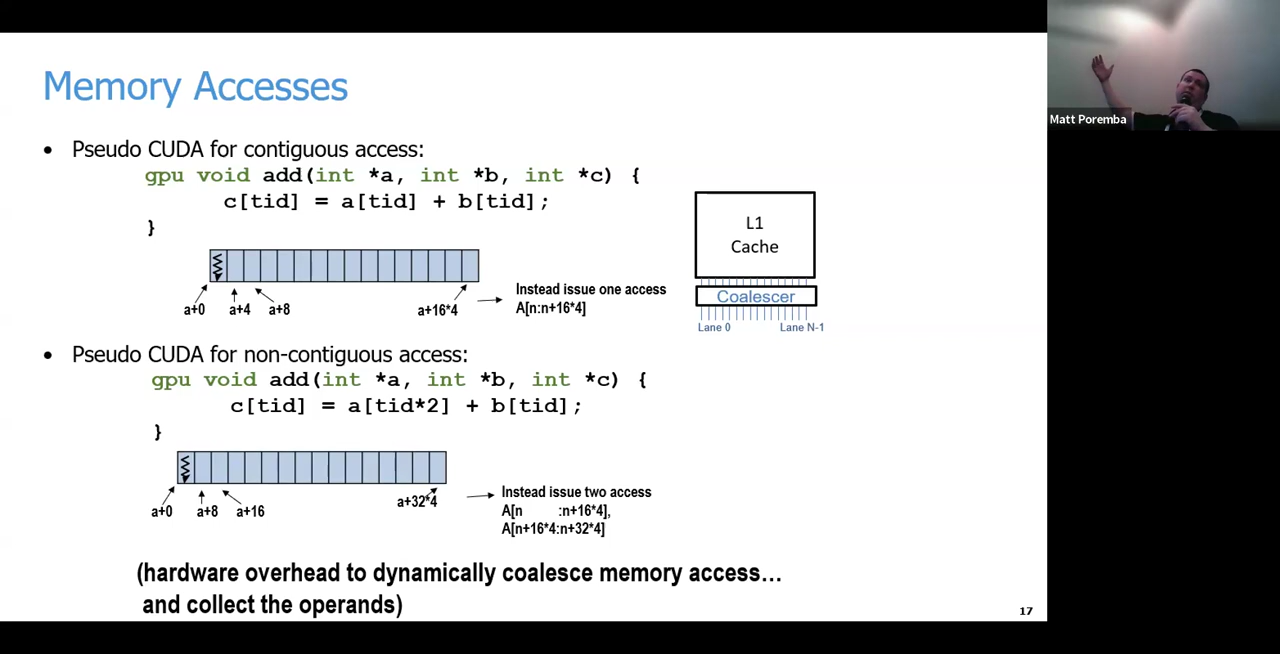 Memory Accesses
• Pseudo CUDA for contiguous access:
gpu void add(int *a, int *b, int *c) {
c[tid] = a[tid] + b[tid];
}
a+0
a+4
a+8
a+16*4
Instead issue one access
A[n:n+16*4]
L1
Cache
Coalescer
Lane 0
Lane N-1
• Pseudo CUDA for non-contiguous access:
gpu void add(int *a, int *b, int *c) {
c[tid] = a[tid*2] + b[tid];
}
a+0
a+8
a+16
a+32*4
Instead issue two access
A[n :n+16*4],
A[n+16*4:n+32*4]
(hardware overhead to dynamically coalesce memory access…
and collect the operands)
17
Matt Poremba